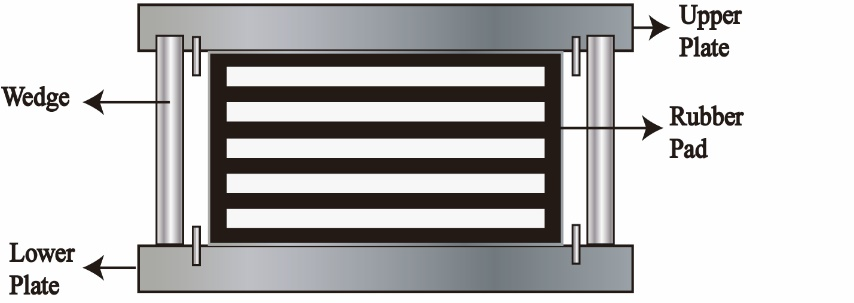 Upper
Plate
Wedge
Rubber
Pad
Lower
Plate